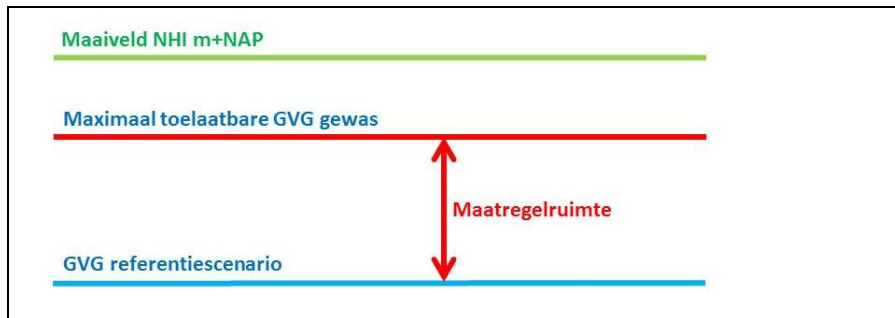 Maaiveld NHI m+NAP
Maximaal toelaatbare GVG gewas
Maatregelruimte
GVG referentiescenario